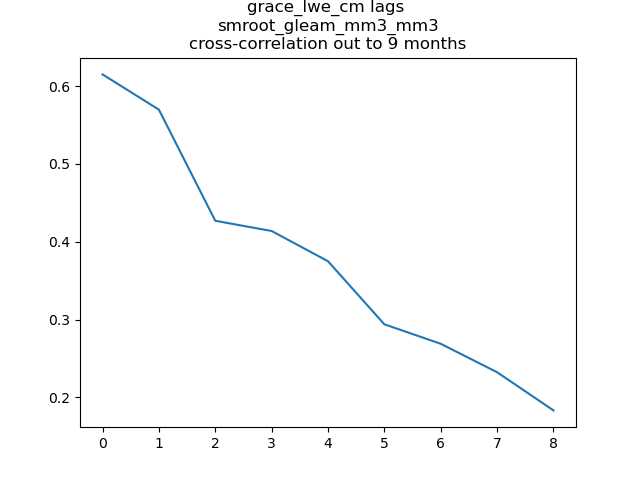 grace_lwe_cm lags
smroot_gleam_mm3_mm3
cross-correlation out to 9 months
0.6
0.5
0.4
0.3
0.2
0 1 2 3 4 5 6 7 8